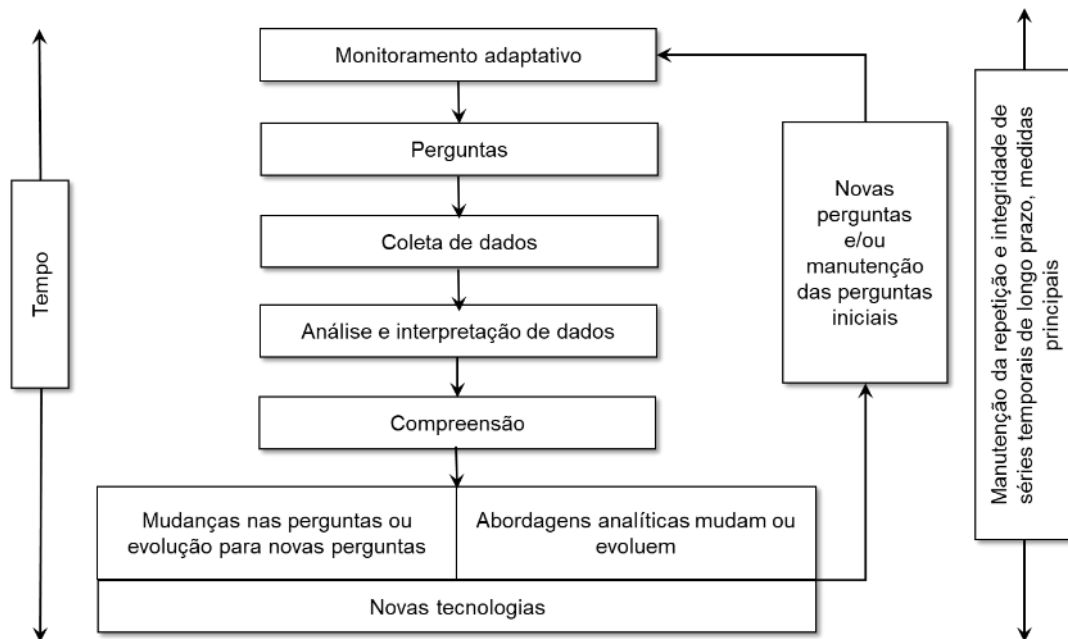 Monitoramento adaptativo
Perguntas
Coleta de dados
Análise e interpretação de dados
Compreensão
Mudanças nas perguntas ou
evolução para novas perguntas
Abordagens analíticas mudam ou
evoluem
Novas tecnologias
Novas
perguntas
e/ou
manutenção
das perguntas
iniciais
Tempo
Manutenção da repetição e integridade de
séries temporais de longo prazo, medidas
principais